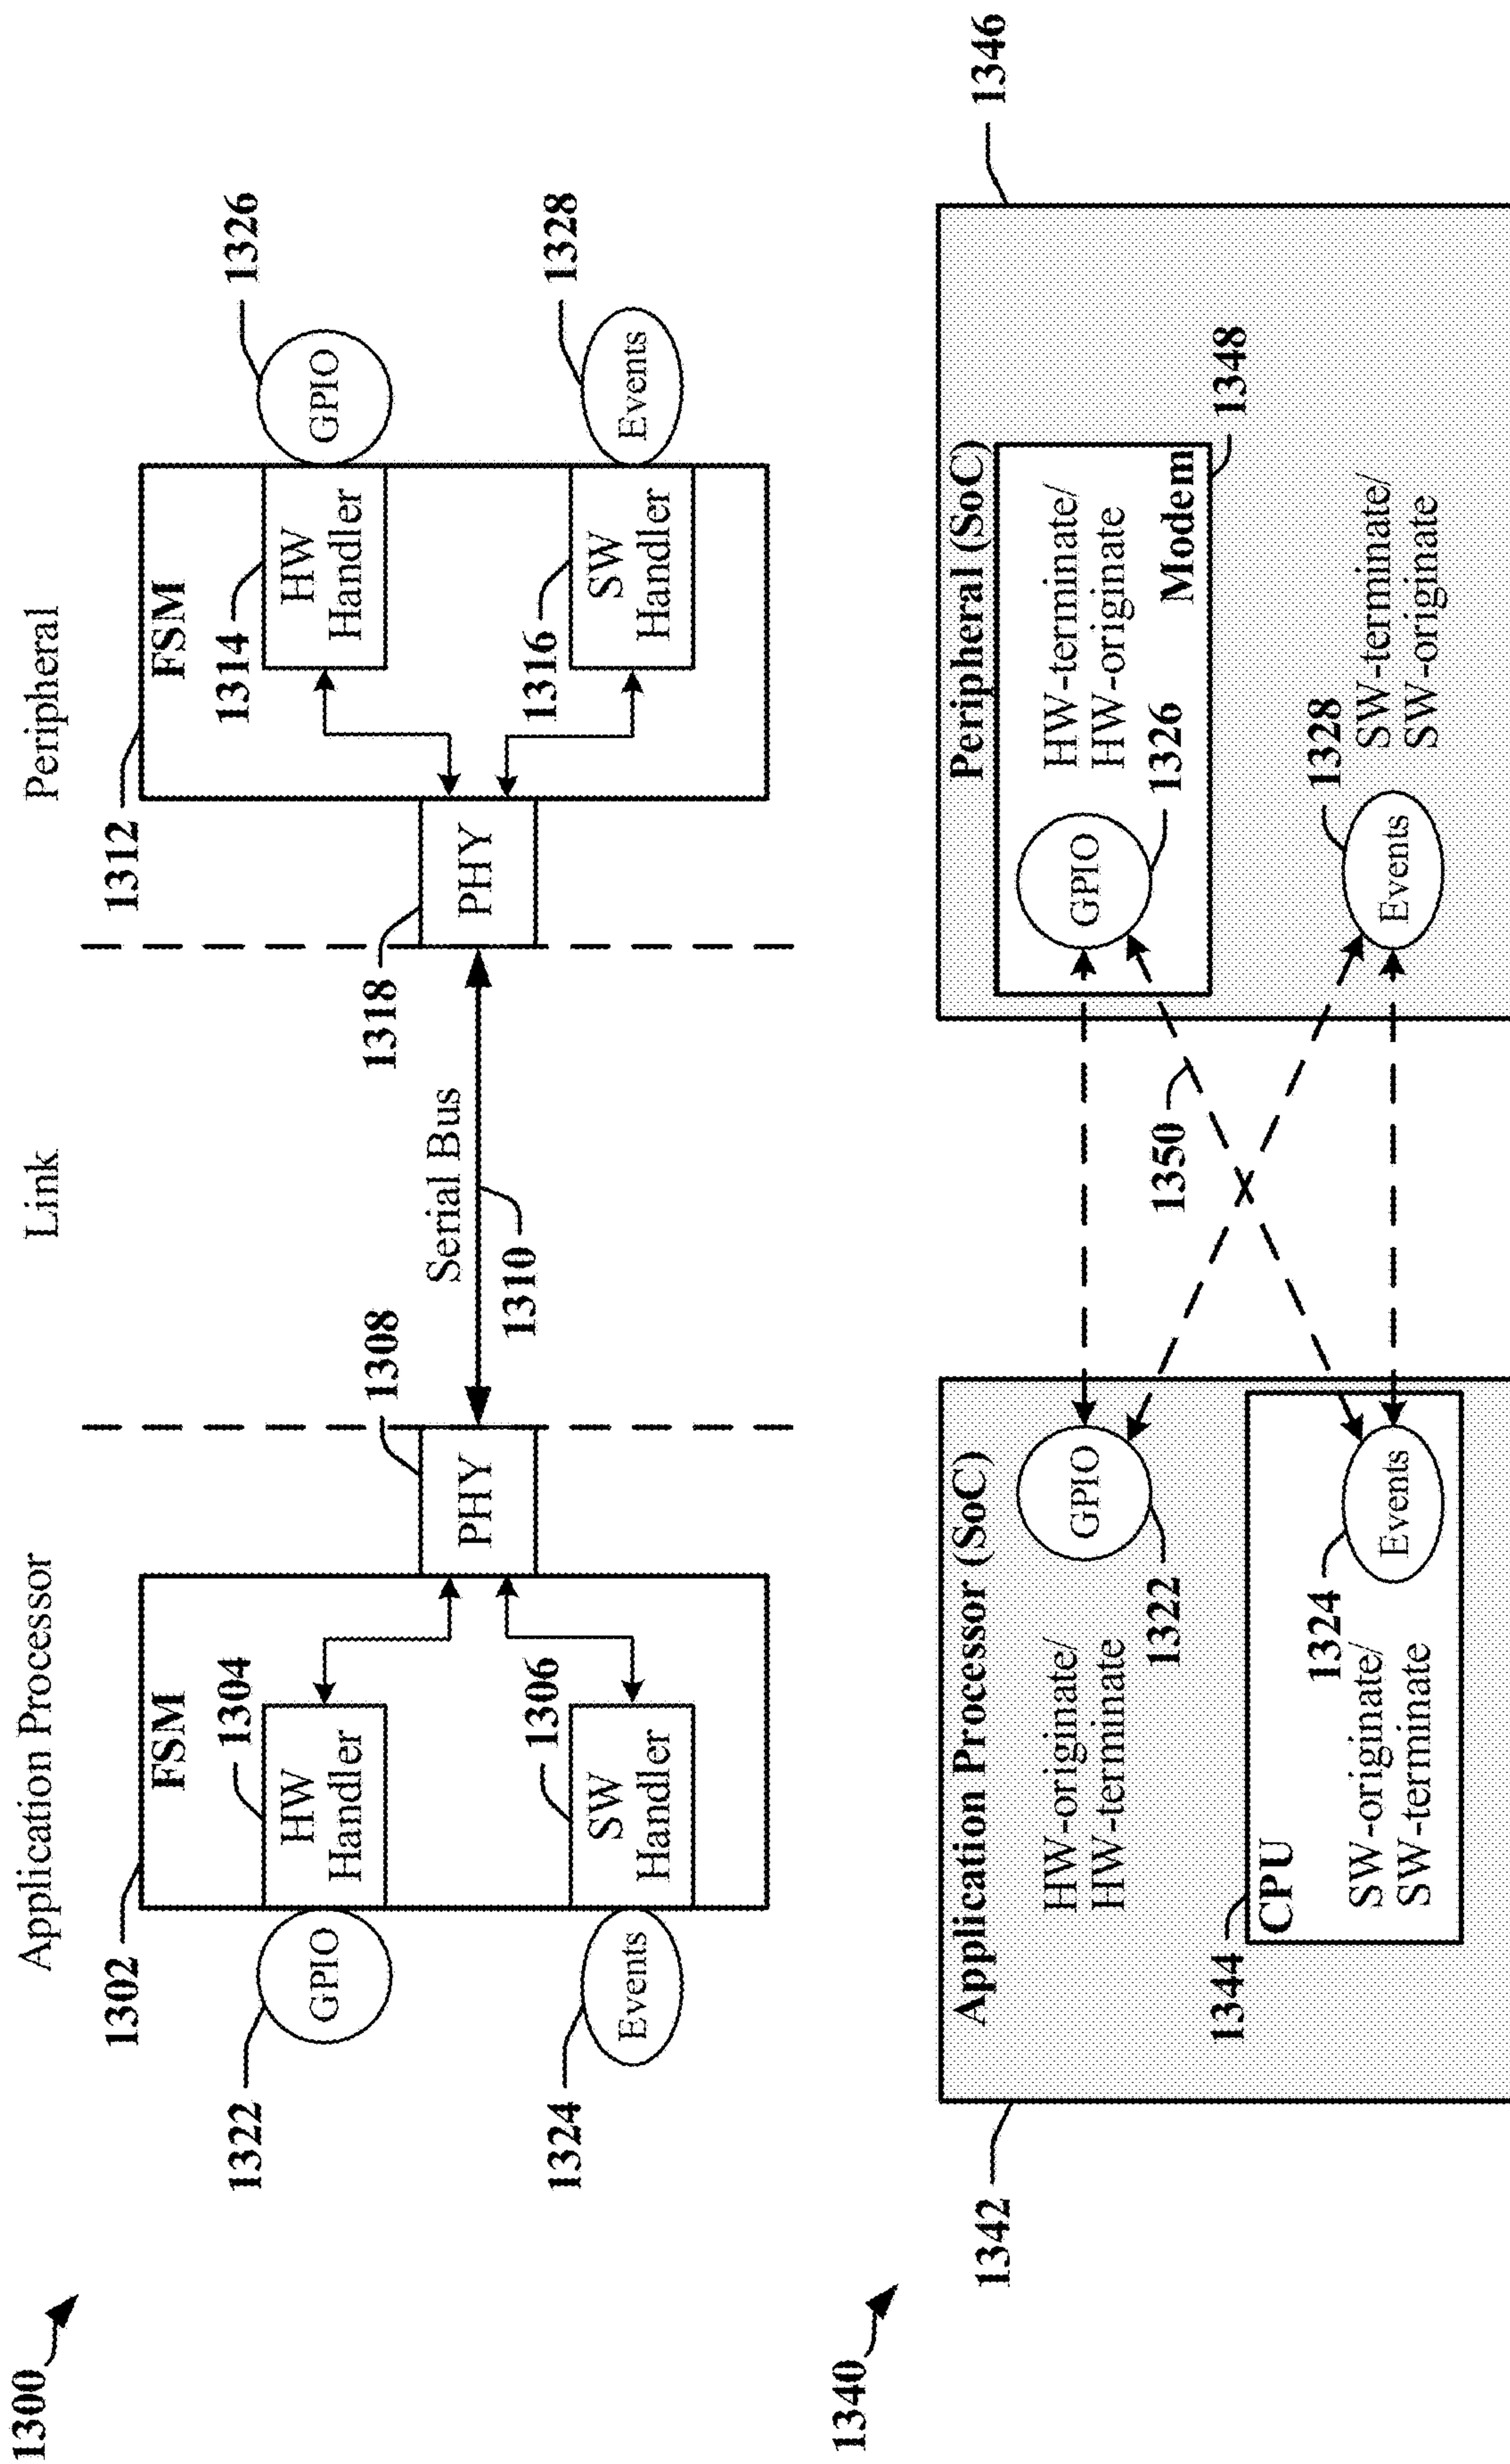 1300
Application Processor
Link
Peripheral
1302
FSM
1304
HW
Handler
1322
GPIO
1306
SW
Handler
1324
Events
1308
PHY
Serial Bus
1310
1318
PHY
1312
FSM
1314
HW
Handler
1326
GPIO
1316
SW
Handler
1328
Events
1340
1342
Application Processor (SoC)
HW-originate/
HW-terminate
GPIO
1322
1344
CPU
1324
SW-originate/
SW-terminate
Events
1350
1346
Peripheral (SoC)
GPIO
HW-terminate/
HW-originate
1326
Modem
1348
1328
Events
SW-terminate/
SW-originate